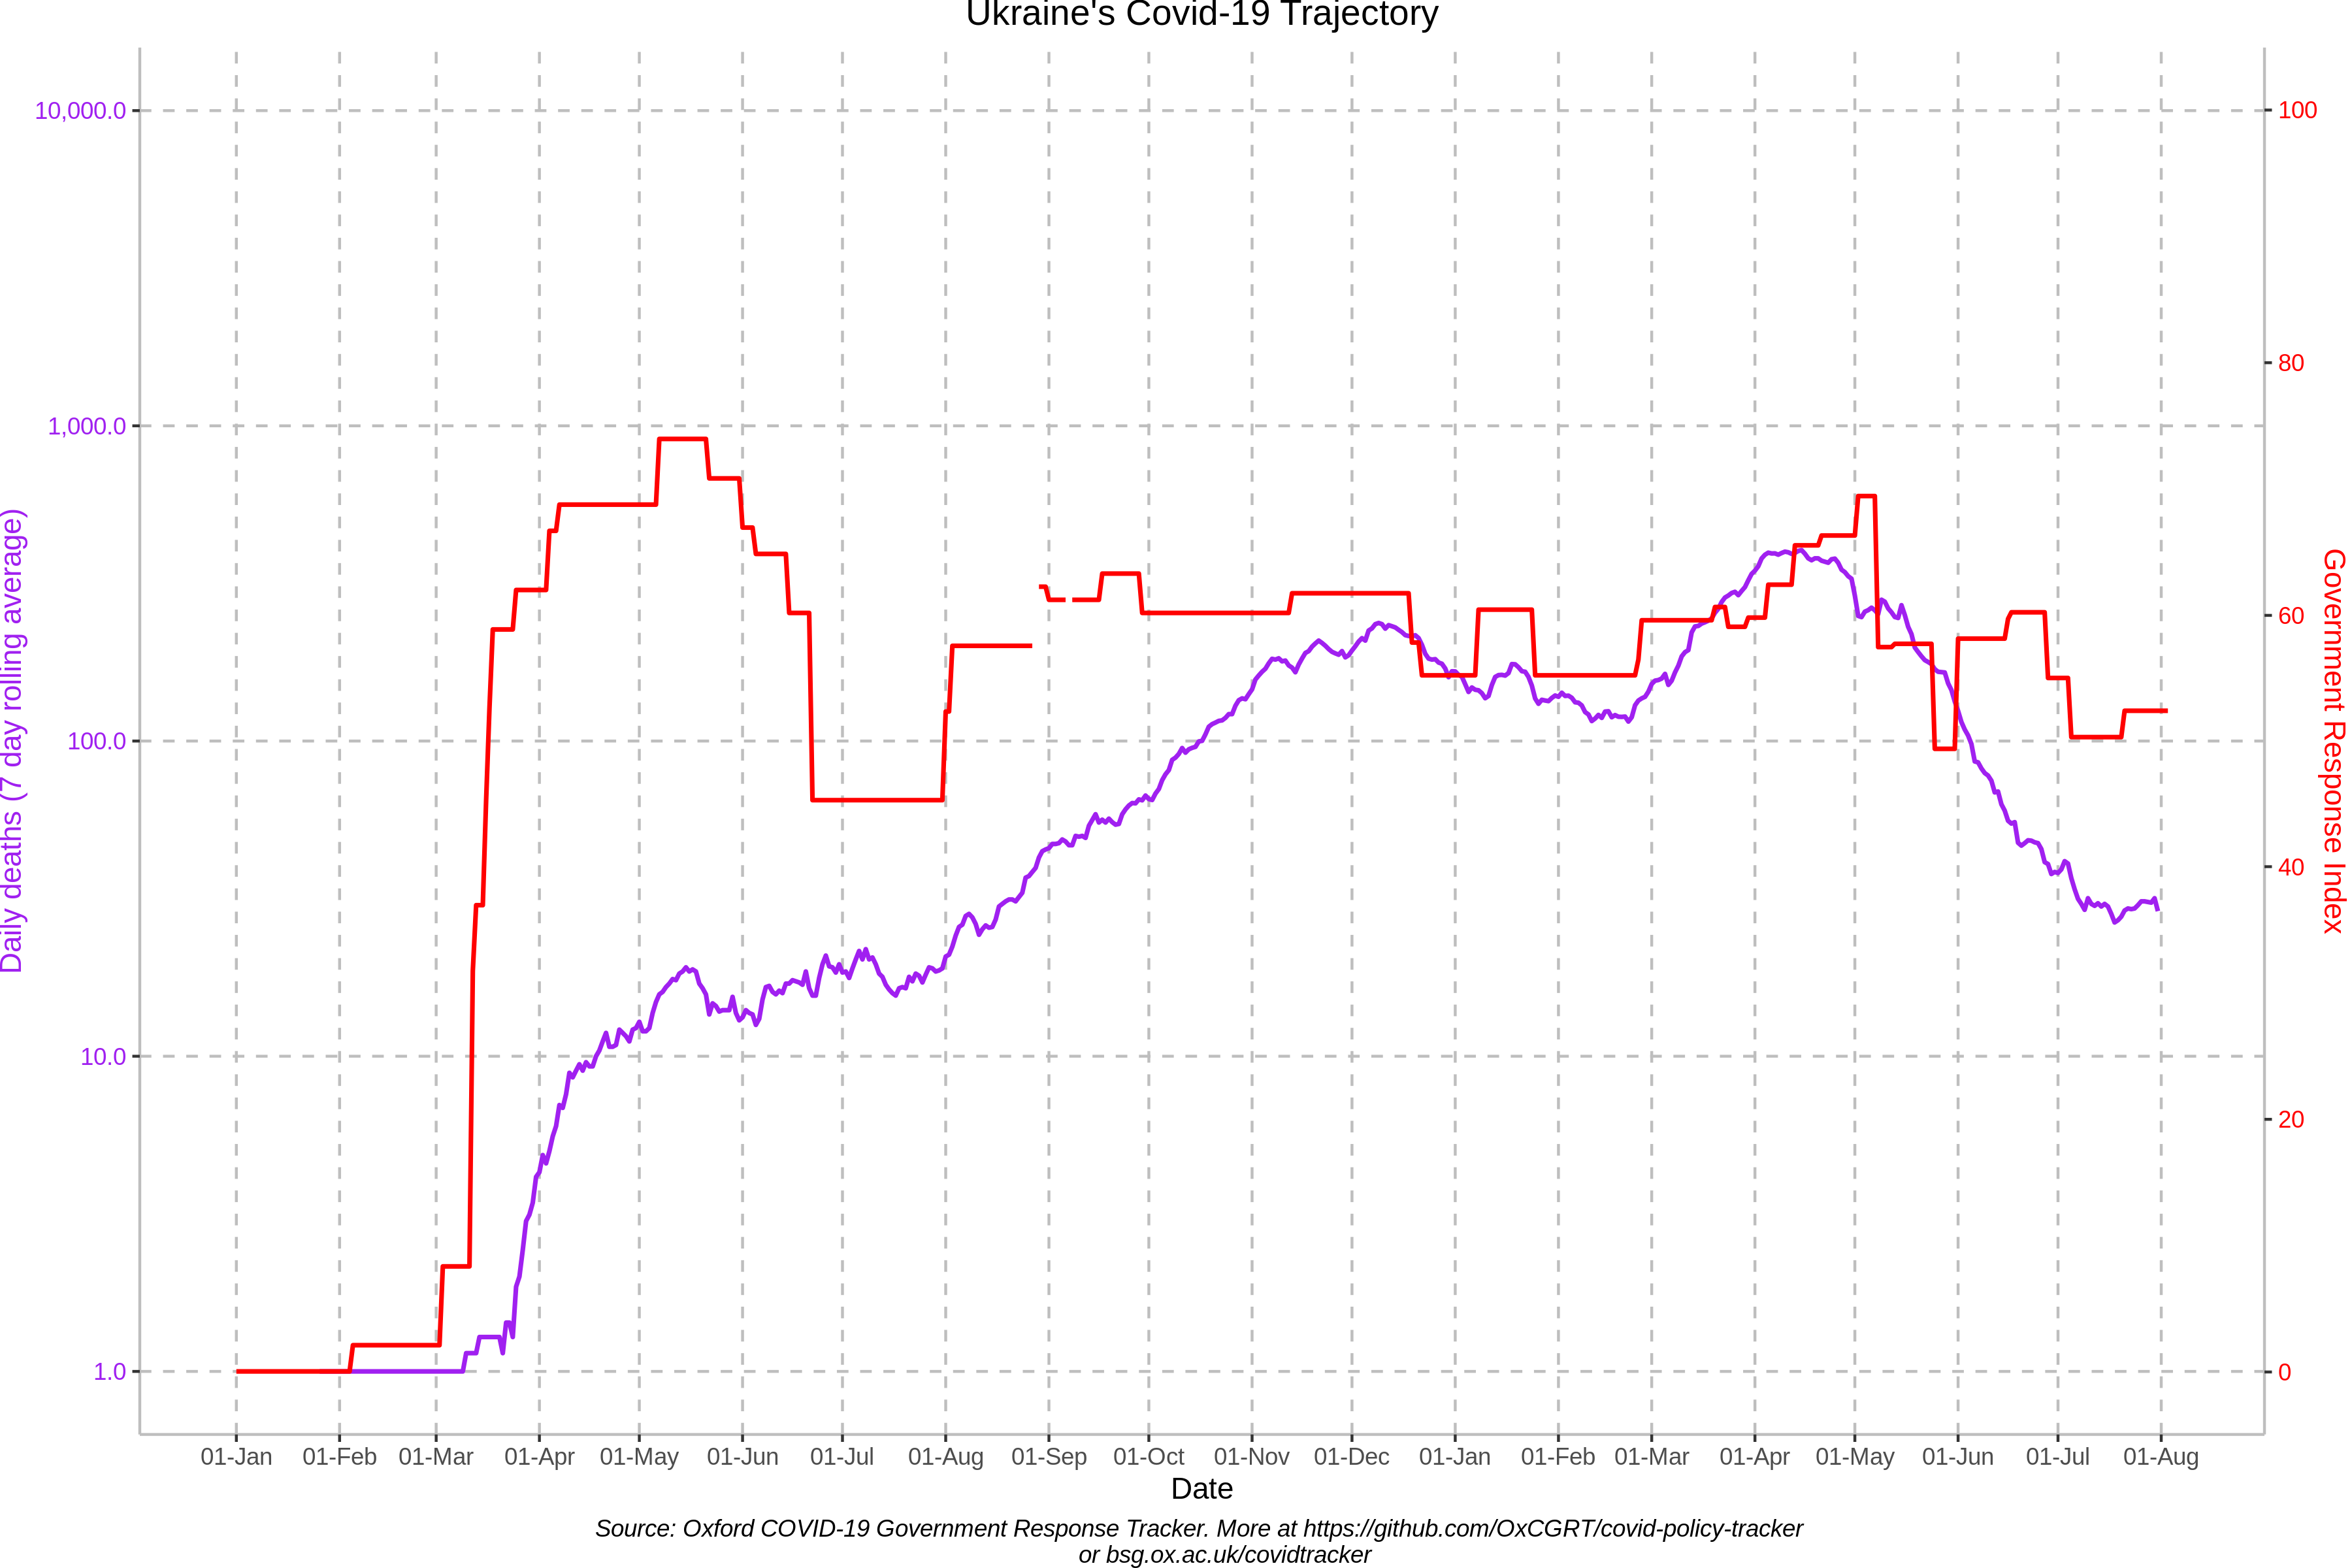 Ukraine's Covid-19 Trajectory
10,000.0
1,000.0
100.0
10.0
1.0
Daily deaths (7 day rolling average)
100
80
60
40
20
0
Government Response Index
01-Jan 01-Feb 01-Mar 01-Apr 01-May 01-Jun 01-Jul 01-Aug 01-Sep 01-Oct 01-Nov 01-Dec 01-Jan 01-Feb 01-Mar 01-Apr 01-May 01-Jun 01-Jul 01-Aug
Date
Source: Oxford COVID-19 Government Response Tracker. More at https://github.com/OxCGRT/covid-policy-tracker
or bsg.ox.ac.uk/covidtracker